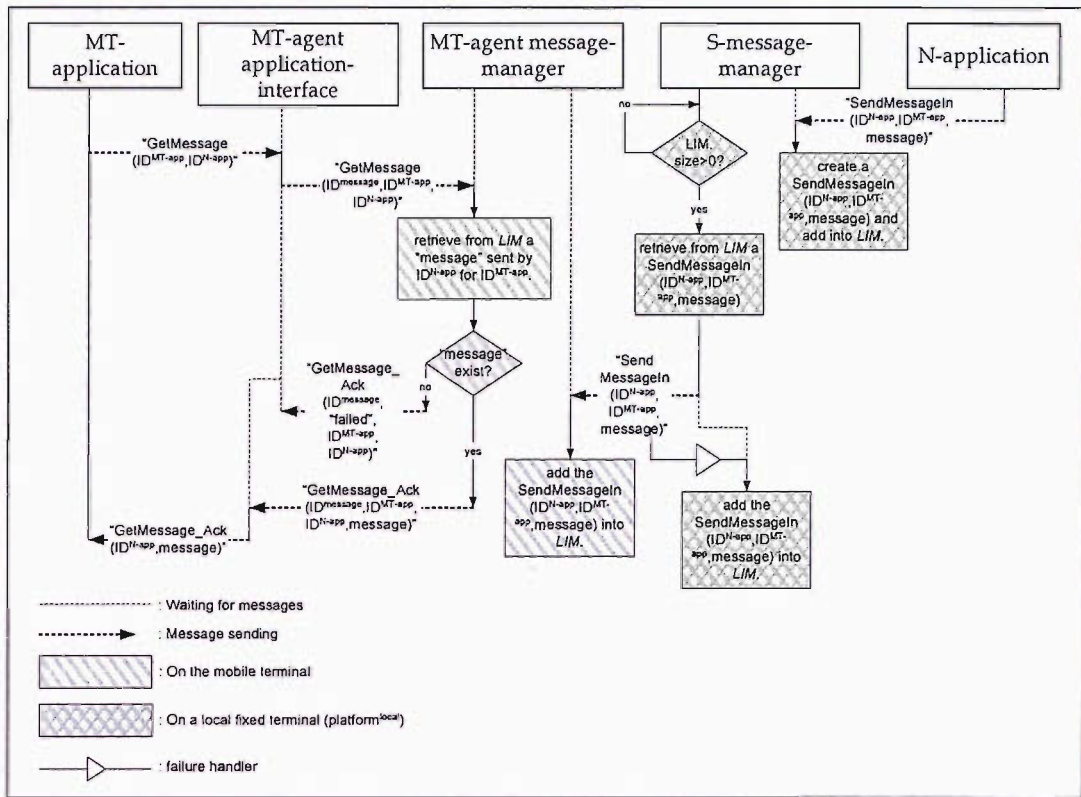 MT-
application
MT-agent
application-
interface
MT-agent message-
manager
S-message-
manager
N-application
"GetMessage
(ID^MT-app,ID^N-app)"
"GetMessage
(ID^message,ID^MT-app,
ID^N-app)"
retrieve from LIM a
"message" sent by
ID^N-app for ID^MT-app.
"message"
exist?
no
yes
"GetMessage_
Ack
(ID^message,
"failed",
ID^MT-app,
ID^N-app)"
"GetMessage_Ack
(ID^message,ID^MT-app,
ID^N-app,message)"
"GetMessage_Ack
(ID^N-app,message)"
no
LIM.
size>0?
yes
retrieve from LIM a
SendMessageIn
(ID^N-app,ID^MT-
app,message)
"SendMessageIn
(ID^N-app,ID^MT-app,
message)"
create a
SendMessageIn
(ID^N-app,ID^MT-
app,message) and
add into LIM.
"Send
MessageIn
(ID^N-app,
ID^MT-app,
message)"
add the
SendMessageIn
(ID^N-app,ID^MT-
app,message) into
LIM.
add the
SendMessageIn
(ID^N-app,ID^MT-
app,message) into
LIM.
: Waiting for messages
: Message sending
: On the mobile terminal
: On a local fixed terminal (platform^local)
: failure handler